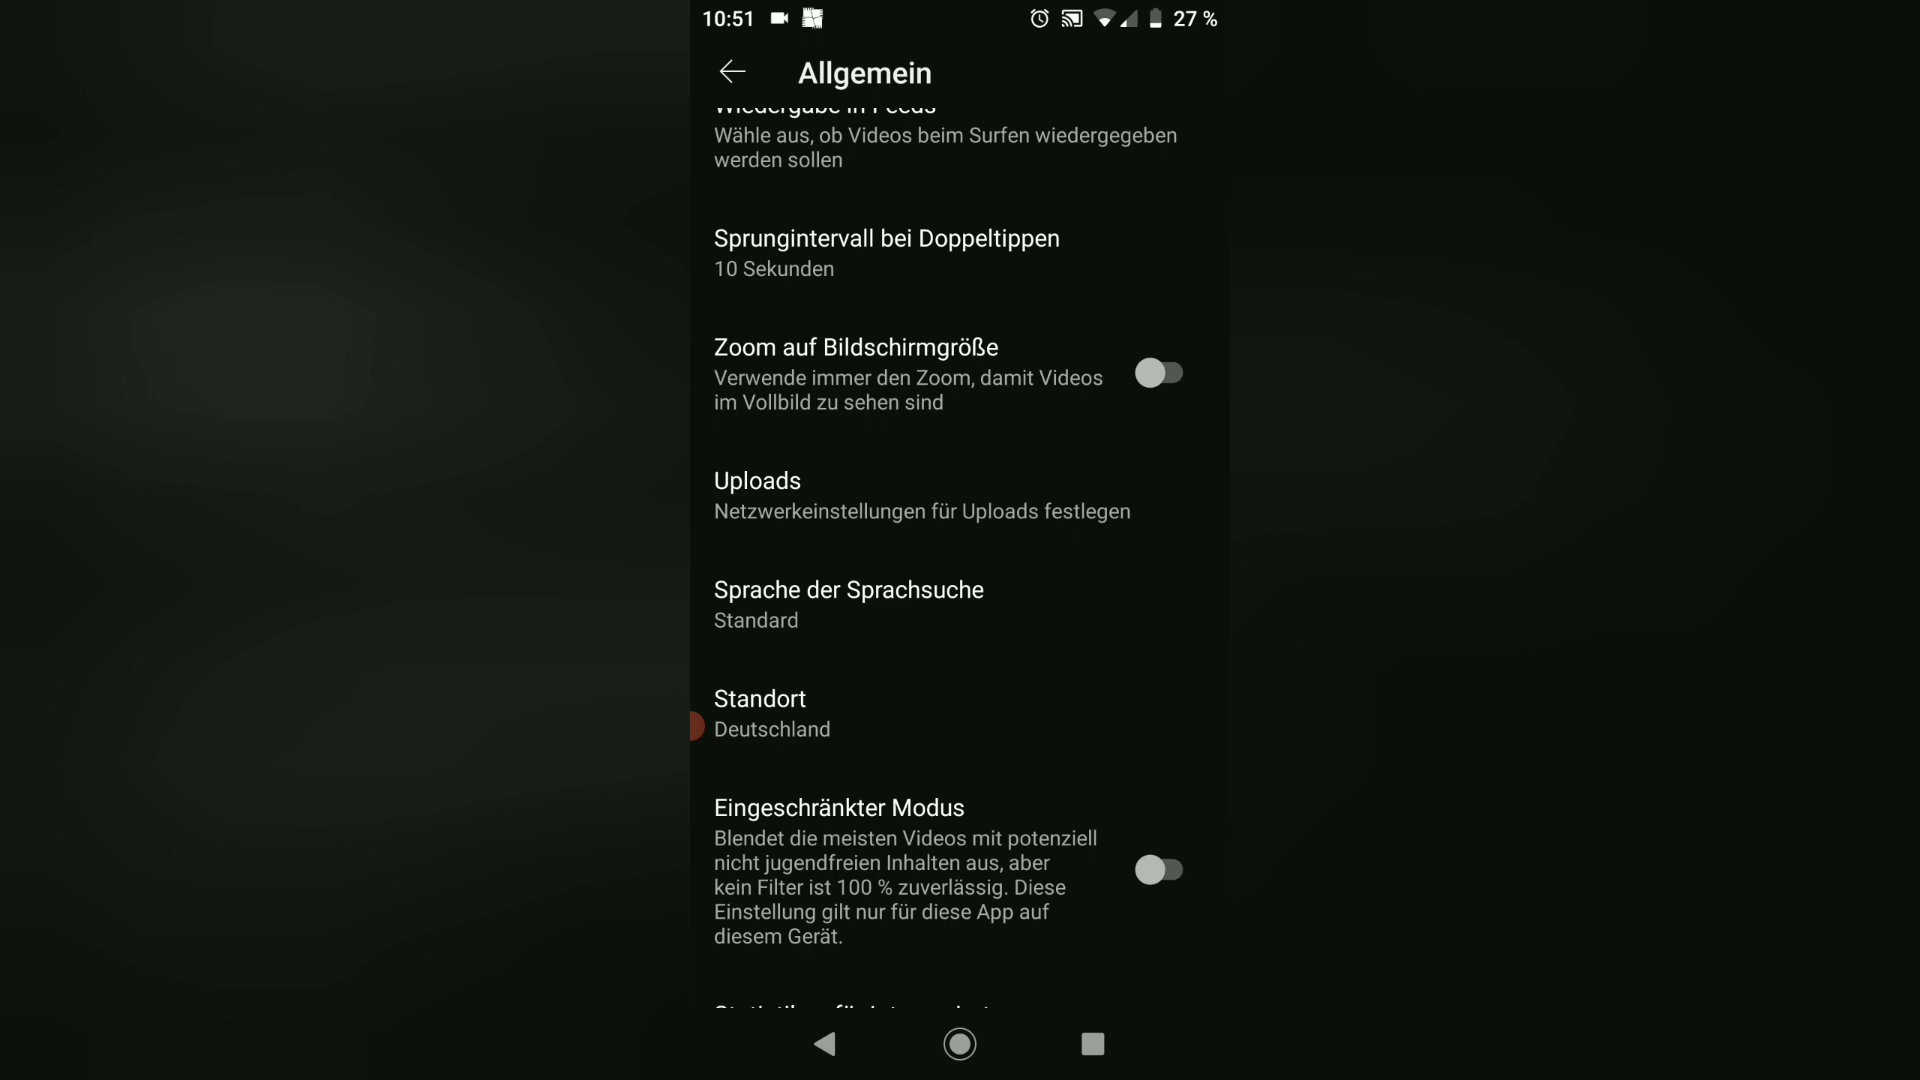 10:51
27 %
Allgemein
Wiedergabe in Feeds
Wähle aus, ob Videos beim Surfen wiedergegeben
werden sollen
Sprungintervall bei Doppeltippen
10 Sekunden
Zoom auf Bildschirmgröße
Verwende immer den Zoom, damit Videos
im Vollbild zu sehen sind
Uploads
Netzwerkeinstellungen für Uploads festlegen
Sprache der Sprachsuche
Standard
Standort
Deutschland
Eingeschränkter Modus
Blendet die meisten Videos mit potenziell
nicht jugendfreien Inhalten aus, aber
kein Filter ist 100 % zuverlässig. Diese
Einstellung gilt nur für diese App auf
diesem Gerät.